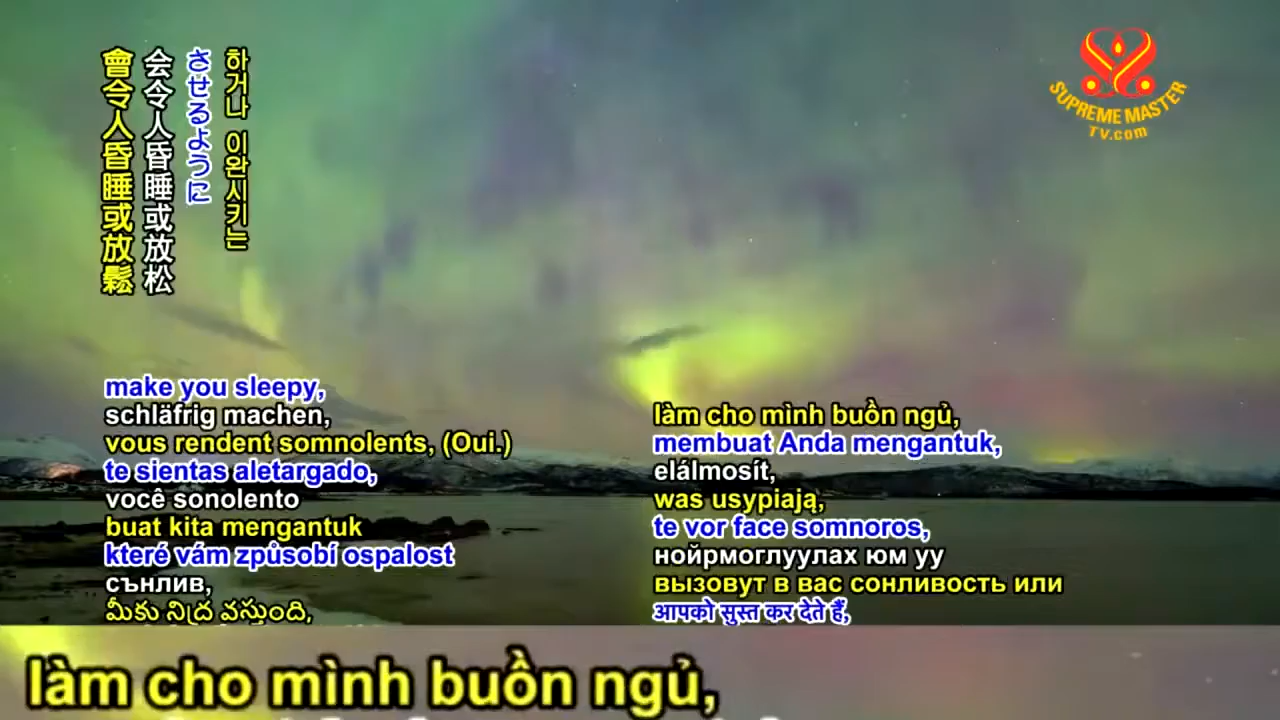 하거나 이완시키는
させるように
会令人昏睡或放松
會令人昏睡或放鬆
SUPREME MASTER
TV.com
make you sleepy,
schläfrig machen,
vous rendent somnolents, (Oui.)
te sientas aletargado,
você sonolento
buat kita mengantuk
které vám způsobí ospalost
сънлив,
మీకు నిద్ర వస్తుంది,
làm cho mình buồn ngủ,
membuat Anda mengantuk,
elálmosít,
was usypiają,
te vor face somnoros,
нойрмоглуулах юм уу
вызовут в вас сонливость или
आपको सुस्त कर देते हैं,
làm cho mình buồn ngủ,